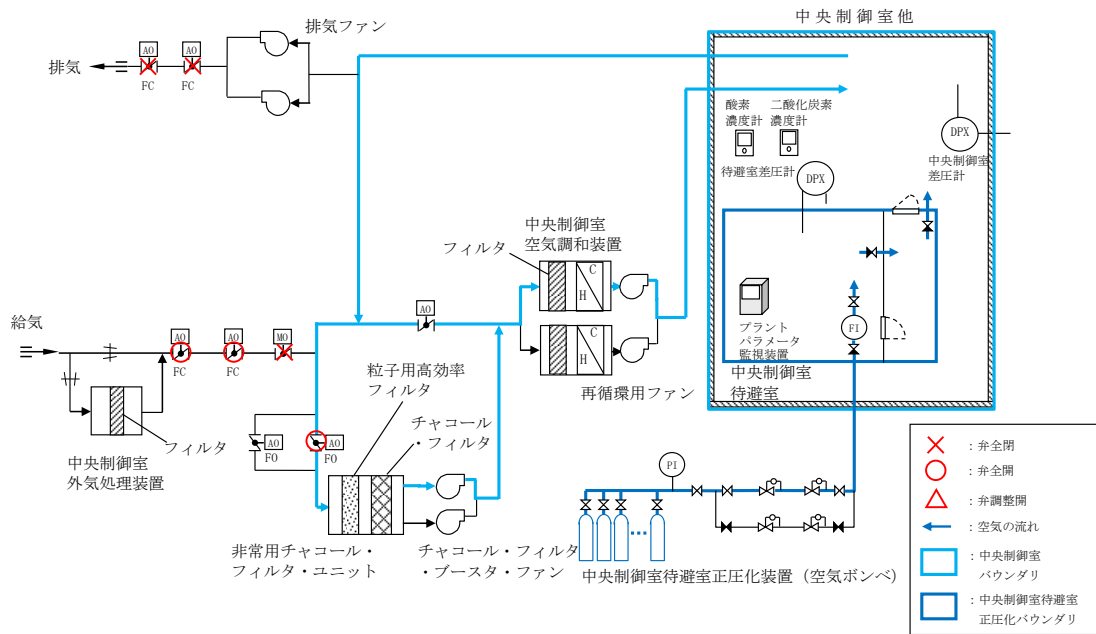 中央制御室他
排気ファン
AO
AO
排気
FC
FC
酸素
濃度計
二酸化炭素
濃度計
DPX
中央制御室
差圧計
待避室差圧計
DPX
中央制御室
空気調和装置
フィルタ
C
H
C
H
再循環用ファン
プラント
パラメータ
監視装置
FI
中央制御室
待避室
給気
AO
AO
MO
AO
FC
FC
粒子用高効率
フィルタ
チャコール
・フィルタ
フィルタ
中央制御室
外気処理装置
AO
FO
AO
FO
非常用チャコール・
フィルタ・ユニット
チャコール・フィルタ
・ブースタ・ファン
PI
中央制御室待避室正圧化装置（空気ボンベ）
：弁全閉
：弁全開
：弁調整開
：空気の流れ
：中央制御室
バウンダリ
：中央制御室待避室
正圧化バウンダリ